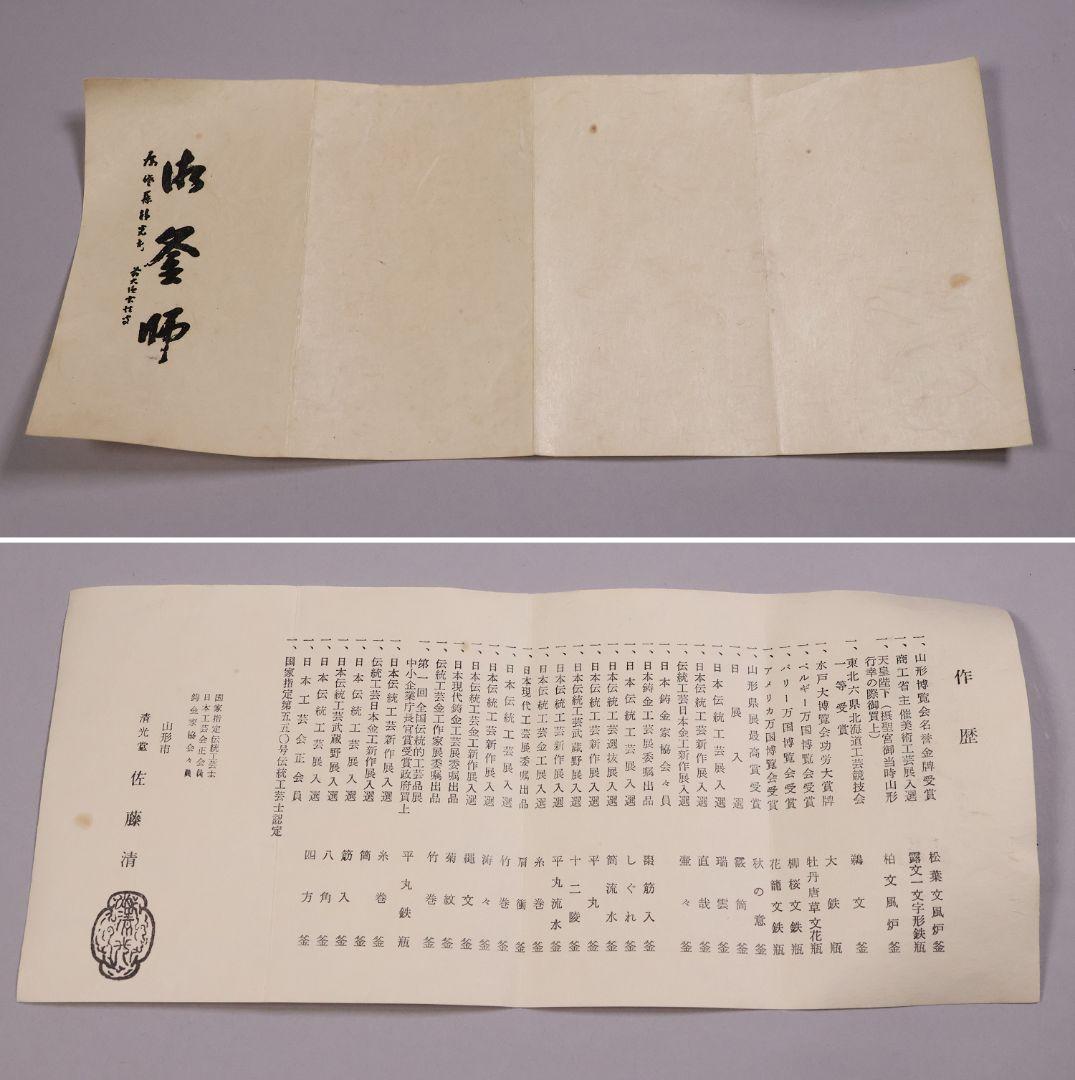 御釜師
作歴
一、山形博覧会名誉金牌受賞 松葉文風炉釜
一、商工省主催美術工芸展入選 霰文一文字形鉄瓶
一、天皇陛下(摂聖宮御当時山形
行幸の際御買上) 柏文風炉釜
一、東北六県北海道工芸競技会
一等受賞 鶴文釜
一、水戸大博覧会功労大賞牌 大鉄瓶
一、ベルギー万国博覧会受賞 牡丹唐草文花瓶
一、パリー万国博覧会受賞 柳桜文鉄瓶
一、アメリカ万国博覧会受賞 花籠文鉄瓶
一、山形県展最高賞受賞 秋の意釜
一、日展入選 霰筒釜
一、日本伝統工芸展入選 瑞雲釜
一、日本伝統工芸新作展入選 直哉釜
一、伝統工芸日本金工新作展入選 壷々釜
一、日本鋳金家協会々員
一、日本鋳金工芸展委嘱出品 棗筋入釜
一、日本伝統工芸展入選 しぐれ釜
一、日本伝統工芸選抜展入選 筒流水釜
一、日本伝統工芸新作展入選 平丸釜
一、日本伝統工芸武蔵野展入選 十二陵釜
一、日本伝統工芸新作展入選 平丸流水釜
一、日本伝統工芸金工展入選 糸巻釜
一、日本現代工芸展委嘱出品 肩衝釜
一、日本伝統工芸展入選 竹巻釜
一、日本伝統工芸新作展入選 海々釜
一、日本伝統工芸金工新作展入選 縄文釜
一、日本現代鋳金工芸展委嘱出品 菊紋釜
一、伝統工芸金工作家展委嘱出品 竹巻釜
一、第一回全国伝統的工芸品展
中小企業庁長官賞受賞政府買上 平丸鉄瓶
一、日本伝統工芸新作展入選 糸巻釜
一、伝統工芸日本金工新作展入選 筒釜
一、日本伝統工芸展入選 筋入釜
一、日本伝統工芸武蔵野展入選 八角釜
一、日本伝統工芸展入選 四方釜
一、日本工芸会正会員
一、国家指定第五五〇号伝統工芸士認定
国家指定伝統工芸士
日本工芸会正会員
鋳金家協会々員
山形市
清光堂 佐藤清